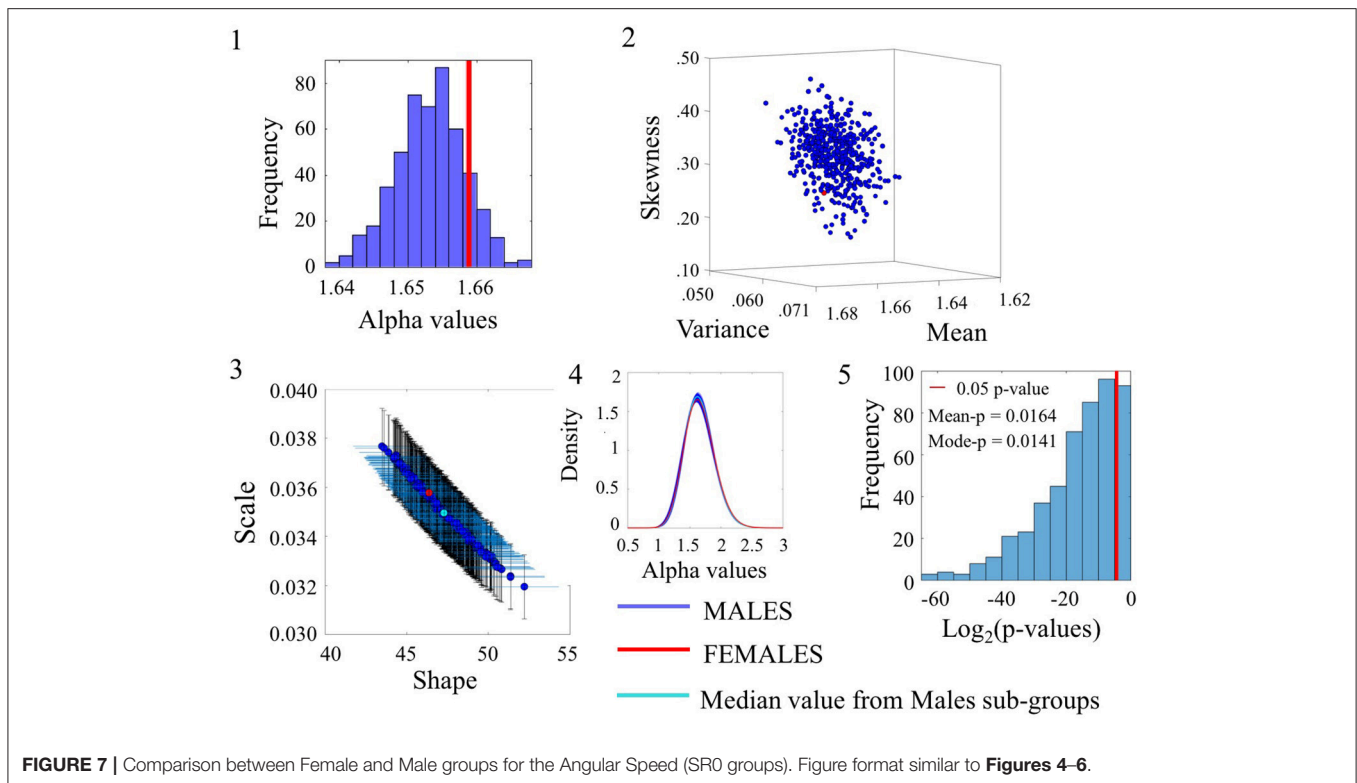 1
80
60
40
20
0
Frequency
1.64 1.65 1.66
Alpha values
2
.50
.40
.30
.20
.10
Skewness
.050 .060 .071 1.68 1.66 1.64 1.62
Variance Mean
3
0.040
0.038
0.036
0.034
0.032
0.030
Scale
40 45 50 55
Shape
4
2
1.5
1
0.5
0
Density
0.5 1 1.5 2 2.5 3
Alpha values
MALES
FEMALES
Median value from Males sub-groups
5
100
80
60
40
20
0
Frequency
0.05 p-value
Mean-p = 0.0164
Mode-p = 0.0141
-60 -40 -20 0
Log₂(p-values)
FIGURE 7 | Comparison between Female and Male groups for the Angular Speed (SR0 groups). Figure format similar to Figures 4–6.